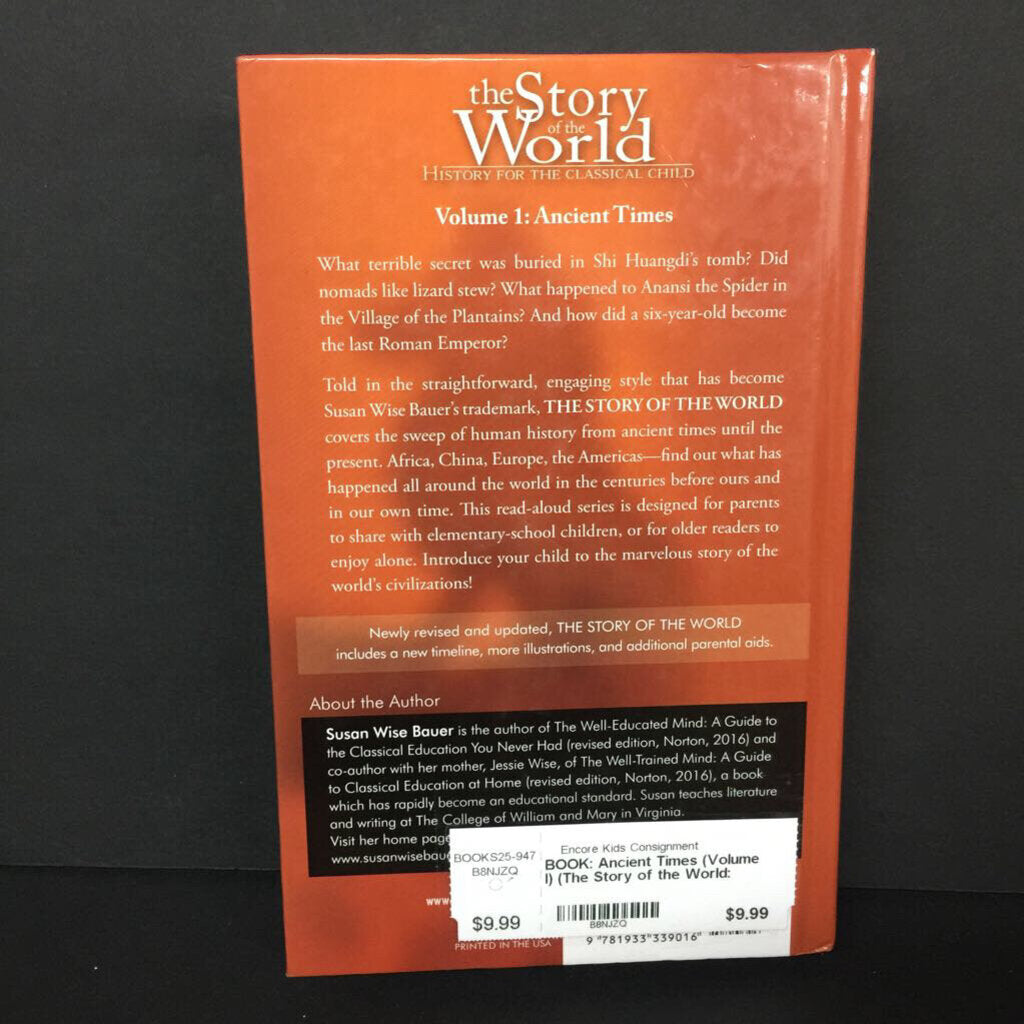 the Story
of the
World
HISTORY FOR THE CLASSICAL CHILD
Volume 1: Ancient Times
What terrible secret was buried in Shi Huangdi's tomb? Did
nomads like lizard stew? What happened to Anansi the Spider in
the Village of the Plantains? And how did a six-year-old become
the last Roman Emperor?
Told in the straightforward, engaging style that has become
Susan Wise Bauer's trademark, THE STORY OF THE WORLD
covers the sweep of human history from ancient times until the
present. Africa, China, Europe, the Americas—find out what has
happened all around the world in the centuries before ours and
in our own time. This read-aloud series is designed for parents
to share with elementary-school children, or for older readers to
enjoy alone. Introduce your child to the marvelous story of the
world's civilizations!
Newly revised and updated, THE STORY OF THE WORLD
includes a new timeline, more illustrations, and additional parental aids.
About the Author
Susan Wise Bauer is the author of The Well-Educated Mind: A Guide to
the Classical Education You Never Had (revised edition, Norton, 2016) and
co-author with her mother, Jessie Wise, of The Well-Trained Mind: A Guide
to Classical Education at Home (revised edition, Norton, 2016), a book
which has rapidly become an educational standard. Susan teaches literature
and writing at The College of William and Mary in Virginia.
Visit her home page
www.susanwisebau
www.
PRINTED IN THE USA
BOOKS25-947
B8NJZQ
$9.99
Encore Kids Consignment
BOOK: Ancient Times (Volume
I) (The Story of the World:
B8NJZQ
$9.99
9 781933 339016